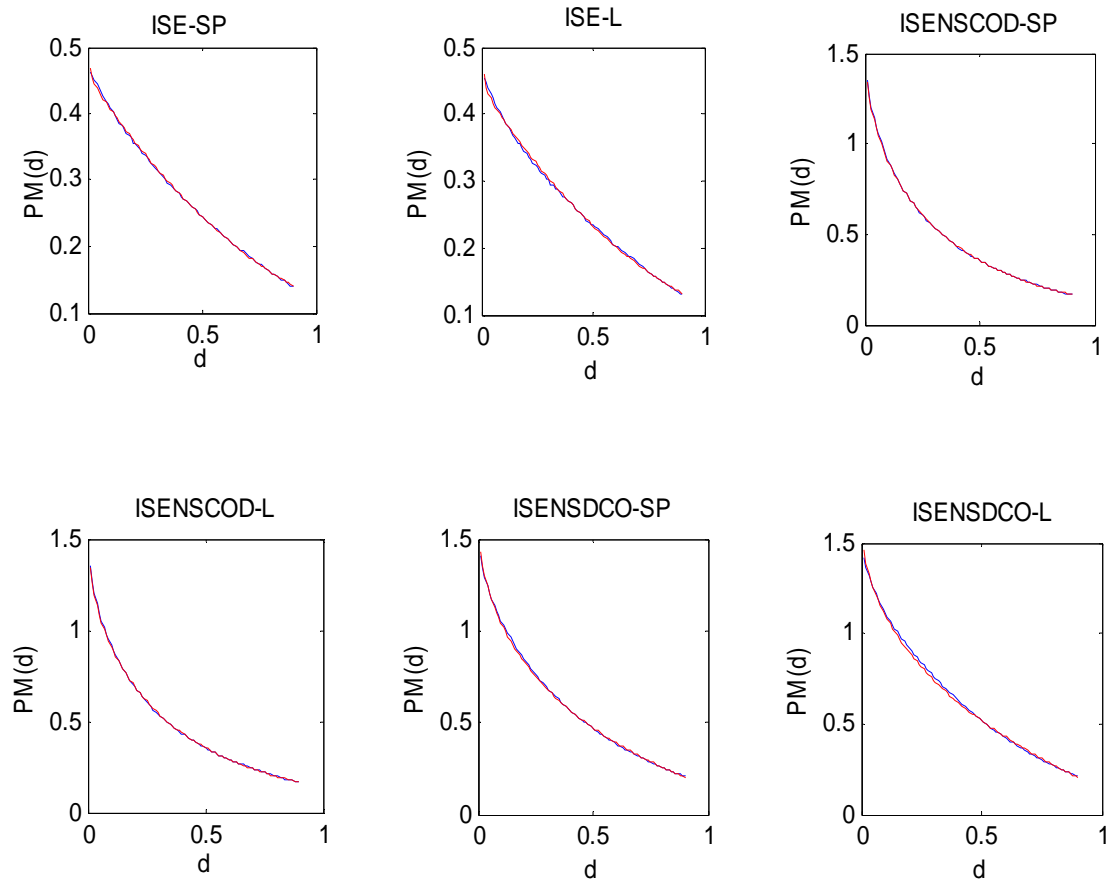 ISE-SP
0.5
0.4
0.3
0.2
0.1
PM(d)
0 0.5 1
d
ISE-L
0.5
0.4
0.3
0.2
0.1
PM(d)
0 0.5 1
d
ISENSCOD-SP
1.5
1
0.5
0
PM(d)
0 0.5 1
d
ISENSCOD-L
1.5
1
0.5
0
PM(d)
0 0.5 1
d
ISENSDCO-SP
1.5
1
0.5
0
PM(d)
0 0.5 1
d
ISENSDCO-L
1.5
1
0.5
0
PM(d)
0 0.5 1
d